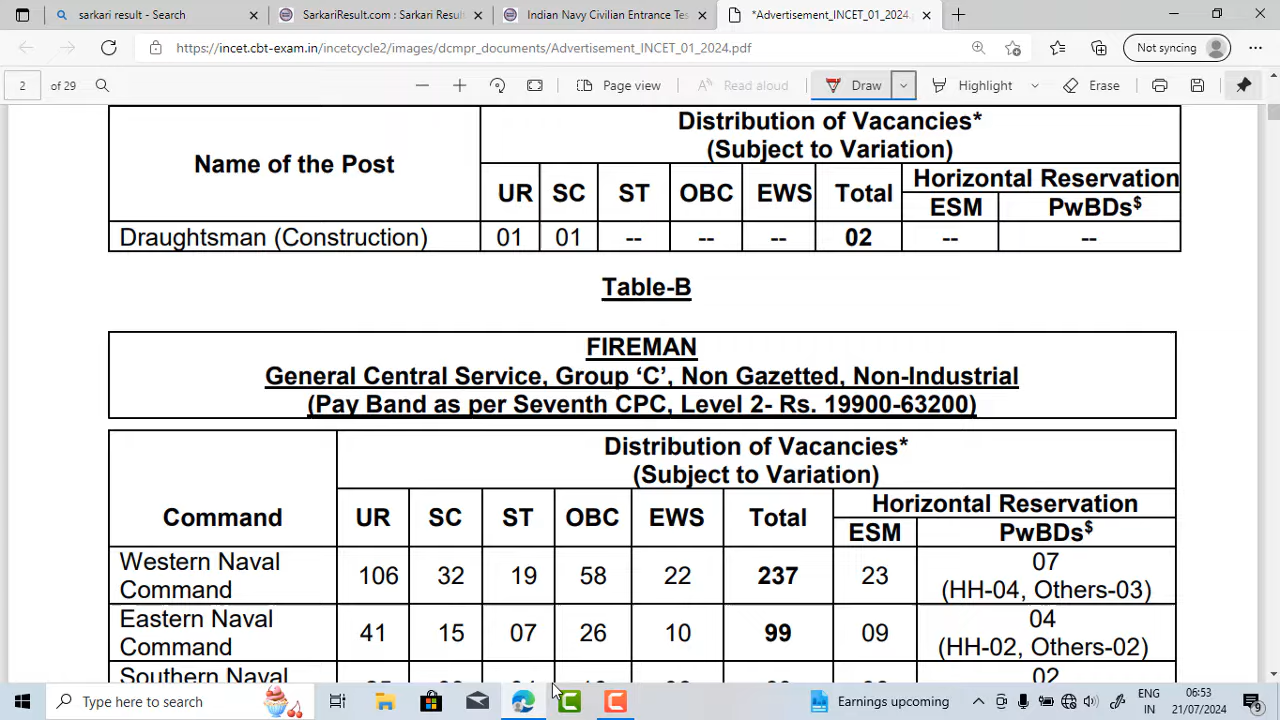 sarkari result - Search
SarkariResult.com : Sarkari Result
Indian Navy Civilian Entrance Tes
*Advertisement_INCET_01_2024.
https://incet.cbt-exam.in/incetcycle2/images/dcmpr_documents/Advertisement_INCET_01_2024.pdf
Not syncing
2 of 29
Page view
Read aloud
Draw
Highlight
Erase
Name of the Post
Distribution of Vacancies*
(Subject to Variation)
UR SC ST OBC EWS Total
Horizontal Reservation
ESM PwBDs$
Draughtsman (Construction) 01 01 -- -- -- 02 -- --
Table-B
FIREMAN
General Central Service, Group ‘C’, Non Gazetted, Non-Industrial
(Pay Band as per Seventh CPC, Level 2- Rs. 19900-63200)
Command
Distribution of Vacancies*
(Subject to Variation)
UR SC ST OBC EWS Total
Horizontal Reservation
ESM PwBDs$
Western Naval
Command
106 32 19 58 22 237 23
07
(HH-04, Others-03)
Eastern Naval
Command
41 15 07 26 10 99 09
04
(HH-02, Others-02)
Southern Naval
02
Type here to search
Earnings upcoming
ENG
IN
06:53
21/07/2024
9